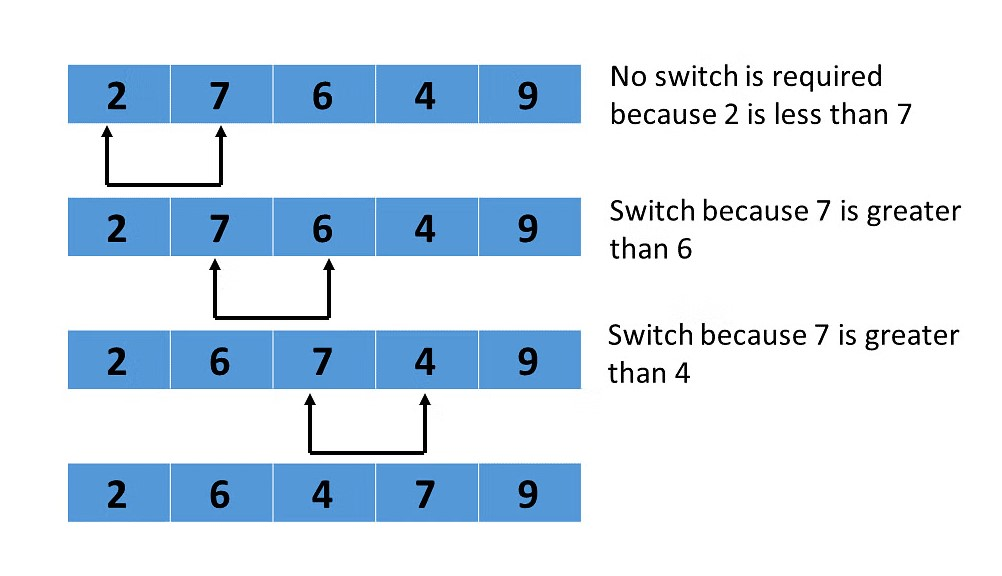 2 7 6 4 9
No switch is required
because 2 is less than 7
2 7 6 4 9
Switch because 7 is greater
than 6
2 6 7 4 9
Switch because 7 is greater
than 4
2 6 4 7 9